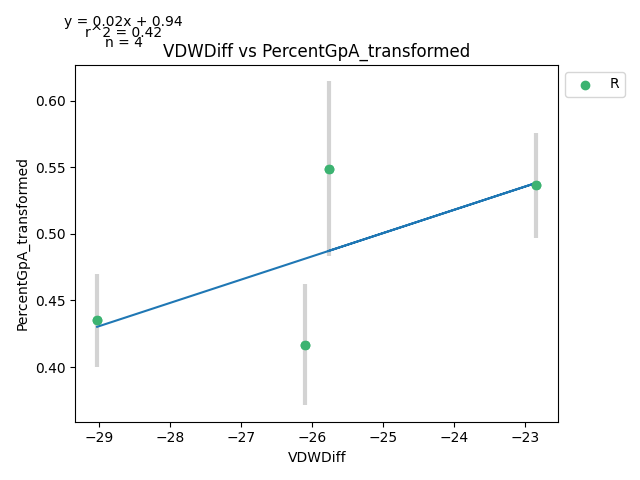 y = 0.02x + 0.94
r^2 = 0.42
n = 4
VDWDiff vs PercentGpA_transformed
R
0.60
0.55
0.50
0.45
0.40
PercentGpA_transformed
−29 −28 −27 −26 −25 −24 −23
VDWDiff